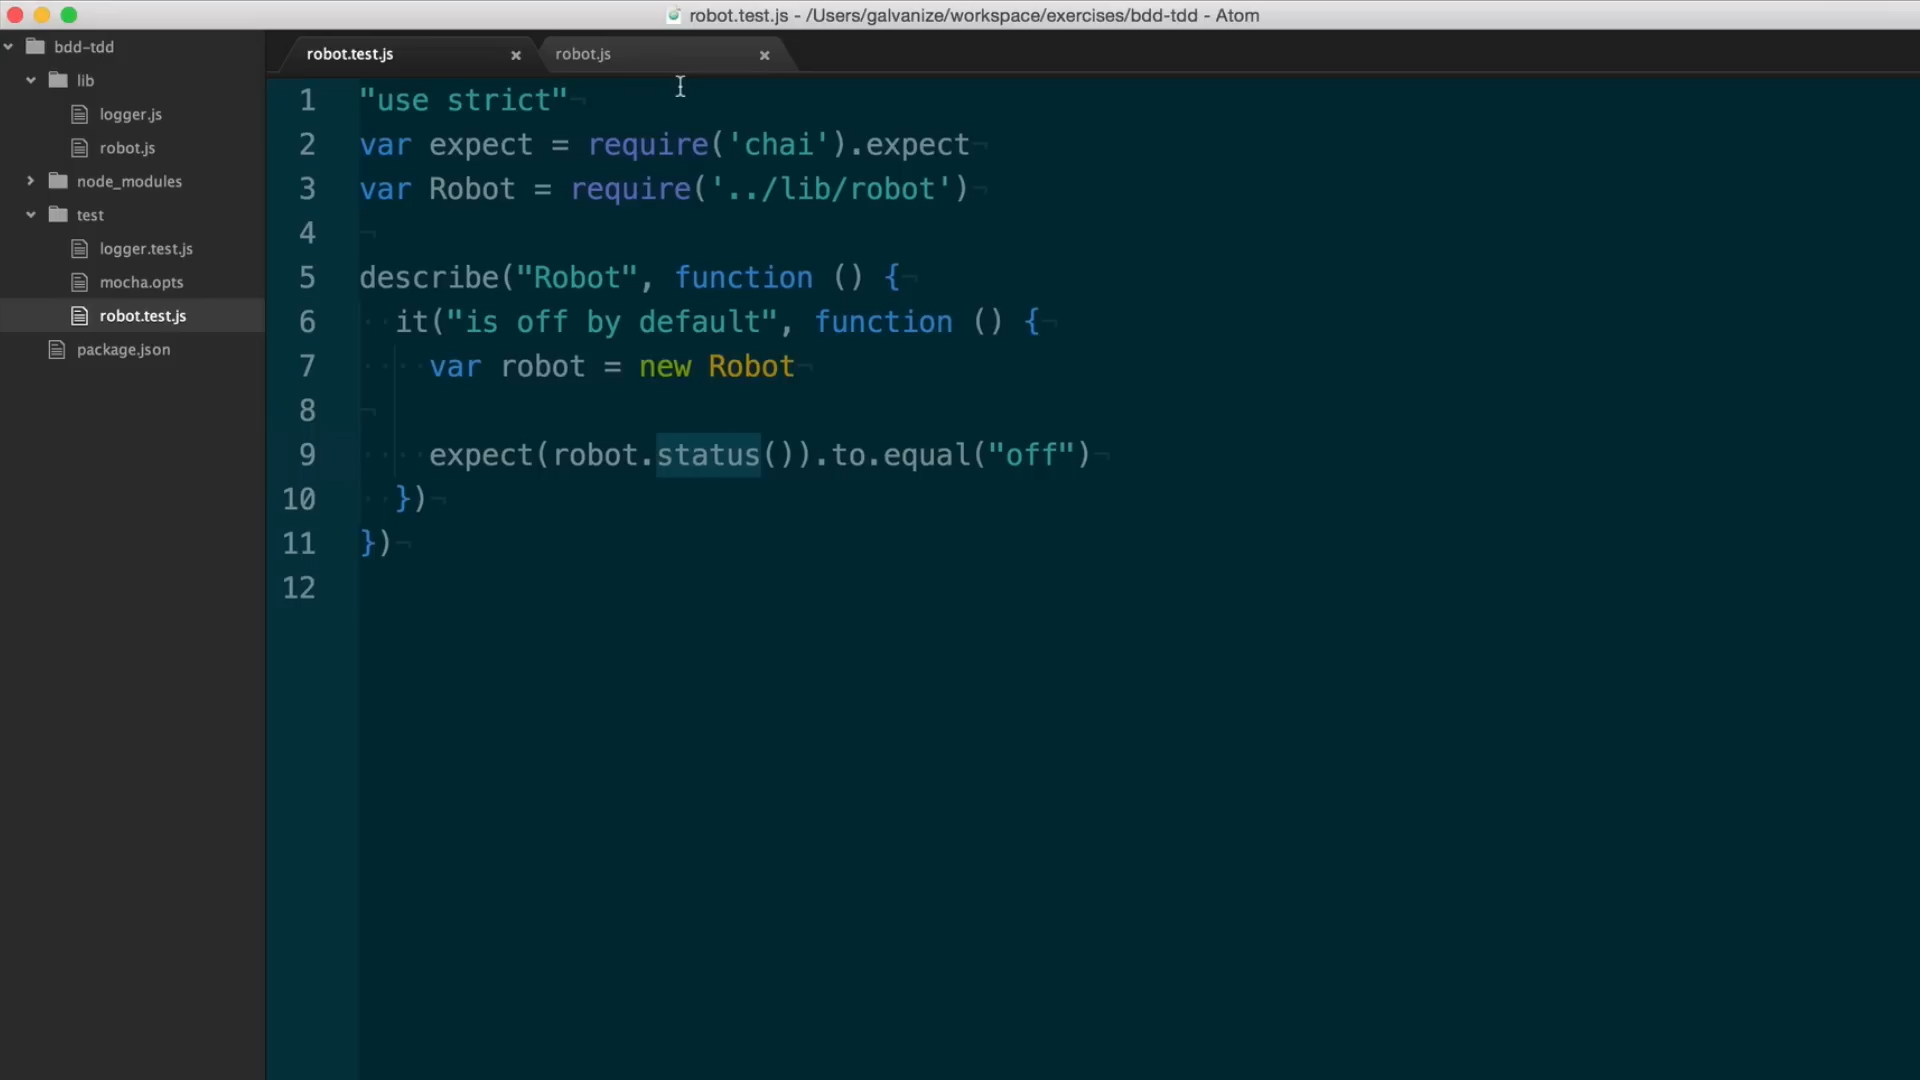 robot.test.js - /Users/galvanize/workspace/exercises/bdd-tdd - Atom
bdd-tdd
lib
logger.js
robot.js
node_modules
test
logger.test.js
mocha.opts
robot.test.js
package.json
robot.test.js
robot.js
1 "use strict"
2 var expect = require('chai').expect
3 var Robot = require('../lib/robot')
4
5 describe("Robot", function () {
6 it("is off by default", function () {
7 var robot = new Robot
8
9 expect(robot.status()).to.equal("off")
10 })
11 })
12